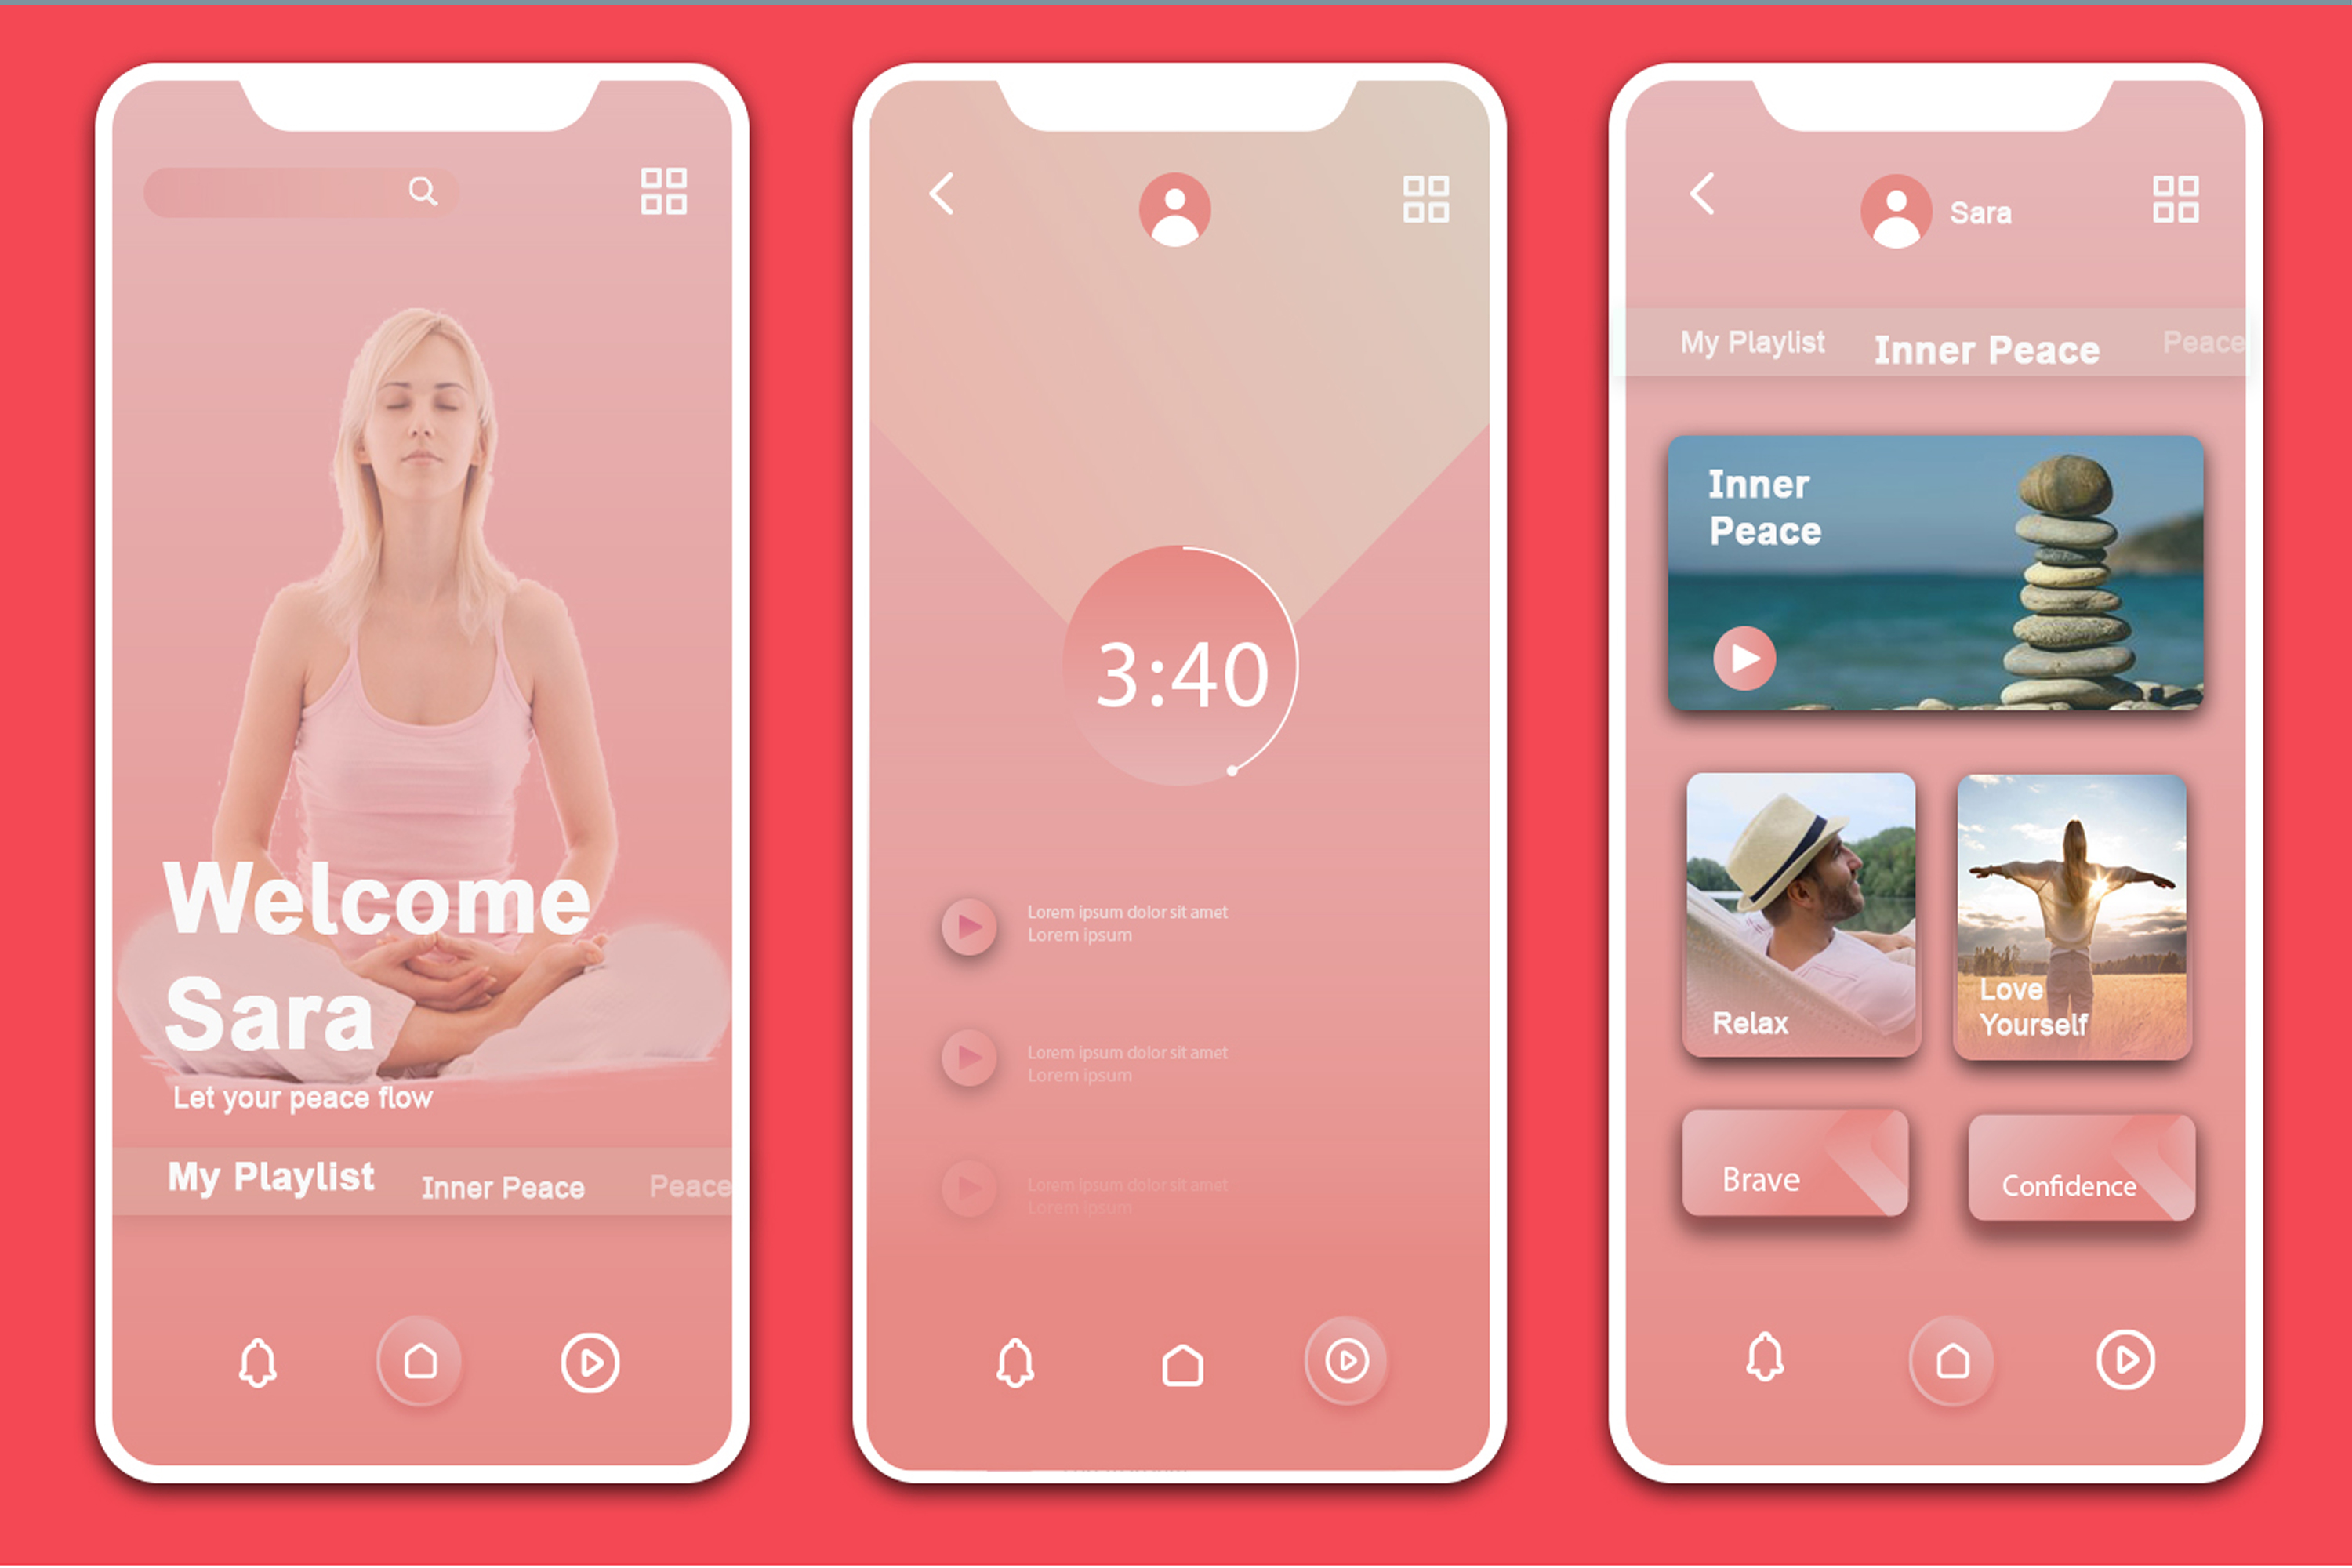 Welcome
Sara
Let your peace flow
My Playlist Inner Peace Peace
3:40
Lorem ipsum dolor sit amet
Lorem ipsum
Lorem ipsum dolor sit amet
Lorem ipsum
Lorem ipsum dolor sit amet
Lorem ipsum
Sara
My Playlist Inner Peace Peace
Inner
Peace
Relax
Love
Yourself
Brave
Confidence